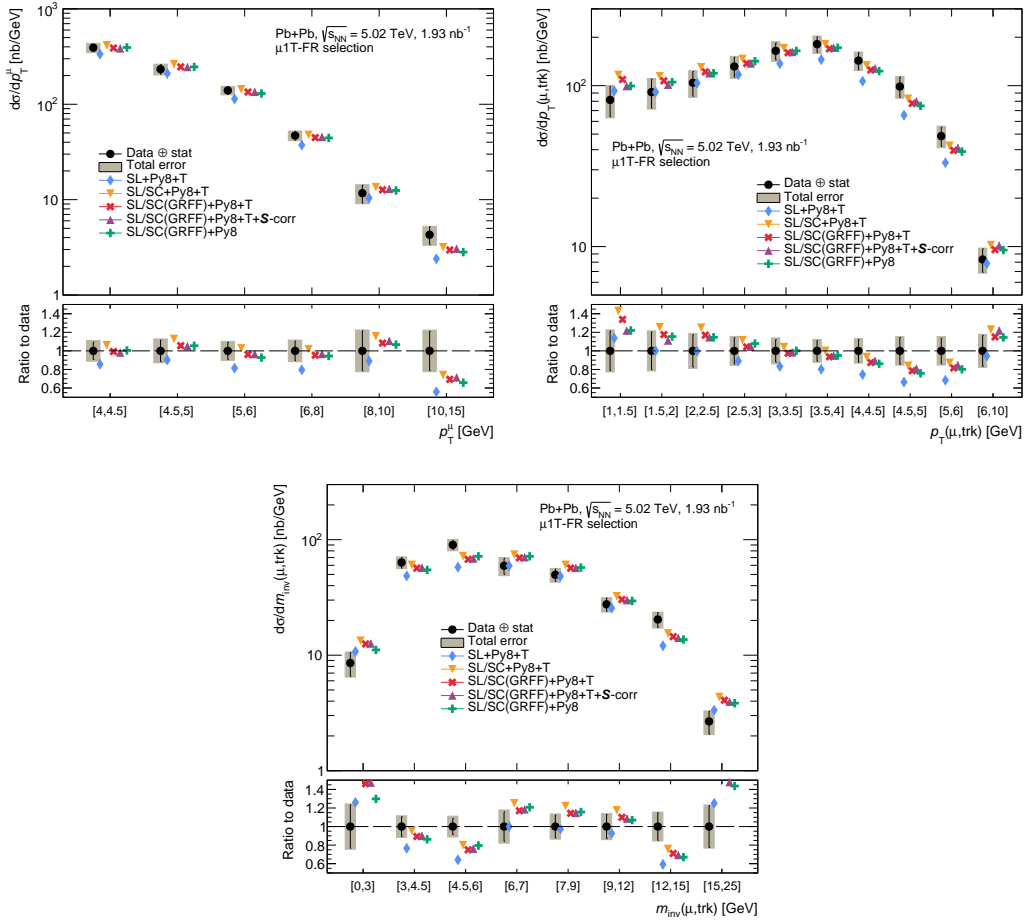 dσ/dp_T^μ [nb/GeV]
10³
10²
10
1
Pb+Pb, √s_NN = 5.02 TeV, 1.93 nb⁻¹
μ1T-FR selection
Data ⊕ stat
Total error
SL+Py8+T
SL/SC+Py8+T
SL/SC(GRFF)+Py8+T
SL/SC(GRFF)+Py8+T+S-corr
SL/SC(GRFF)+Py8
Ratio to data
1.4
1.2
1
0.8
0.6
[4,4.5] [4.5,5] [5,6] [6,8] [8,10] [10,15]
p_T^μ [GeV]
dσ/dp_T(μ,trk) [nb/GeV]
10²
10
Pb+Pb, √s_NN = 5.02 TeV, 1.93 nb⁻¹
μ1T-FR selection
Data ⊕ stat
Total error
SL+Py8+T
SL/SC+Py8+T
SL/SC(GRFF)+Py8+T
SL/SC(GRFF)+Py8+T+S-corr
SL/SC(GRFF)+Py8
Ratio to data
1.4
1.2
1
0.8
0.6
[1,1.5] [1.5,2] [2,2.5] [2.5,3] [3,3.5] [3.5,4] [4,4.5] [4.5,5] [5,6] [6,10]
p_T(μ,trk) [GeV]
dσ/dm_inv(μ,trk) [nb/GeV]
10²
10
1
Pb+Pb, √s_NN = 5.02 TeV, 1.93 nb⁻¹
μ1T-FR selection
Data ⊕ stat
Total error
SL+Py8+T
SL/SC+Py8+T
SL/SC(GRFF)+Py8+T
SL/SC(GRFF)+Py8+T+S-corr
SL/SC(GRFF)+Py8
Ratio to data
1.4
1.2
1
0.8
0.6
[0,3] [3,4.5] [4.5,6] [6,7] [7,9] [9,12] [12,15] [15,25]
m_inv(μ,trk) [GeV]